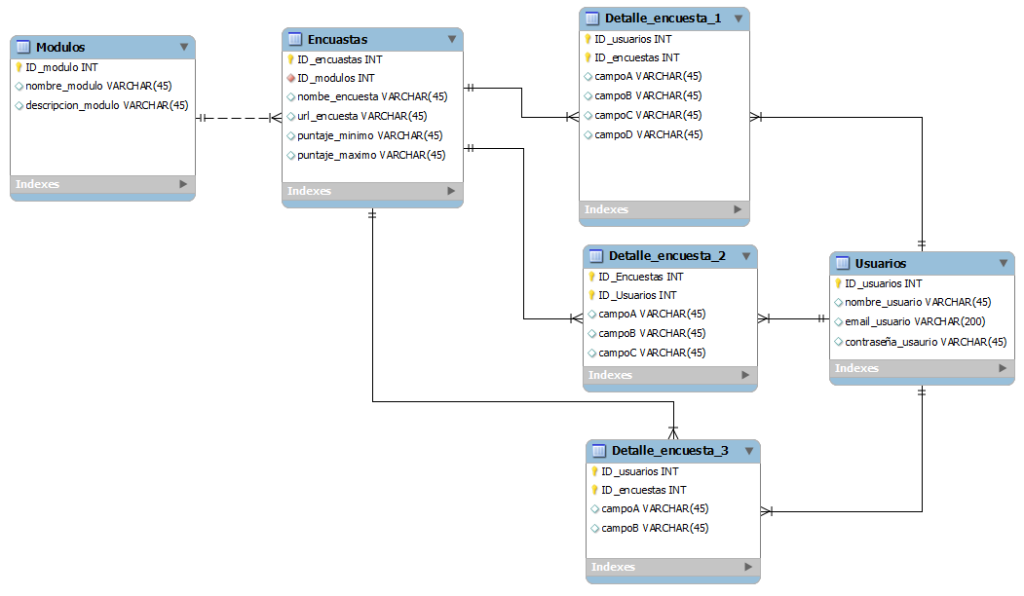 Modulos
ID_modulo INT
nombre_modulo VARCHAR(45)
descripcion_modulo VARCHAR(45)
Indexes
Encuastas
ID_encuastas INT
ID_modulos INT
nombe_encuesta VARCHAR(45)
url_encuesta VARCHAR(45)
puntaje_minimo VARCHAR(45)
puntaje_maximo VARCHAR(45)
Indexes
Detalle_encuesta_1
ID_usuarios INT
ID_encuestas INT
campoA VARCHAR(45)
campoB VARCHAR(45)
campoC VARCHAR(45)
campoD VARCHAR(45)
Indexes
Detalle_encuesta_2
ID_Encuestas INT
ID_Usuarios INT
campoA VARCHAR(45)
campoB VARCHAR(45)
campoC VARCHAR(45)
Indexes
Usuarios
ID_usuarios INT
nombre_usuario VARCHAR(45)
email_usuario VARCHAR(200)
contraseña_usaurio VARCHAR(45)
Indexes
Detalle_encuesta_3
ID_usuarios INT
ID_encuestas INT
campoA VARCHAR(45)
campoB VARCHAR(45)
Indexes